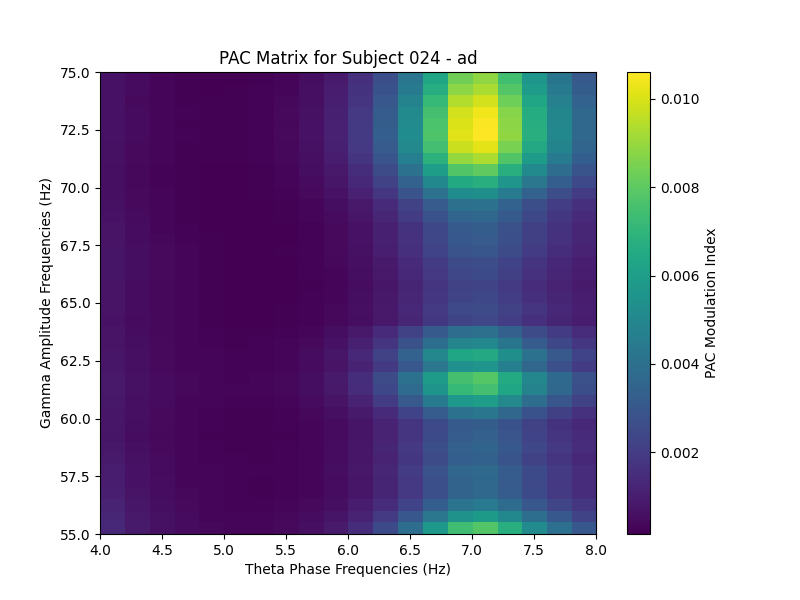 PAC Matrix for Subject 024 - ad
75.0
72.5
70.0
67.5
65.0
62.5
60.0
57.5
55.0
Gamma Amplitude Frequencies (Hz)
4.0 4.5 5.0 5.5 6.0 6.5 7.0 7.5 8.0
Theta Phase Frequencies (Hz)
0.010
0.008
0.006
0.004
0.002
PAC Modulation Index